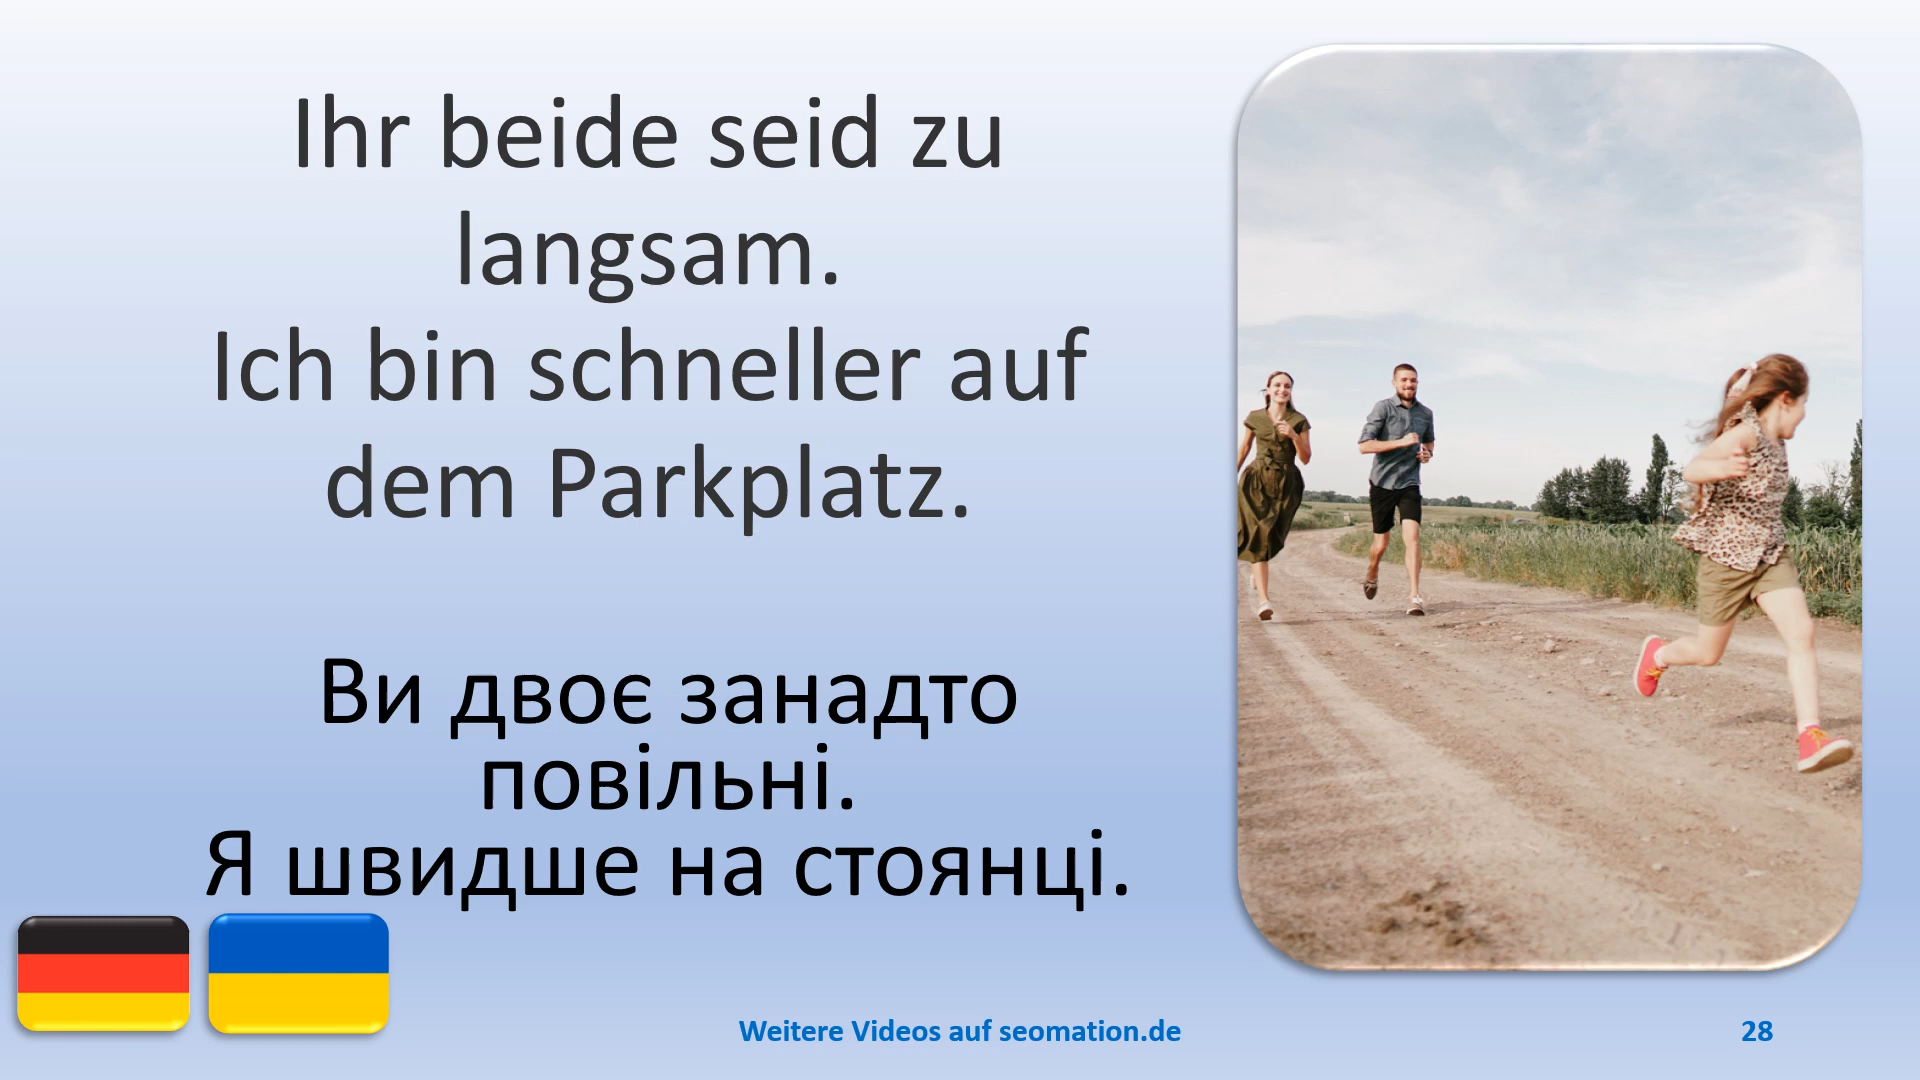 Ihr beide seid zu
langsam.
Ich bin schneller auf
dem Parkplatz.
Ви двоє занадто
повільні.
Я швидше на стоянці.
Weitere Videos auf seomation.de
28